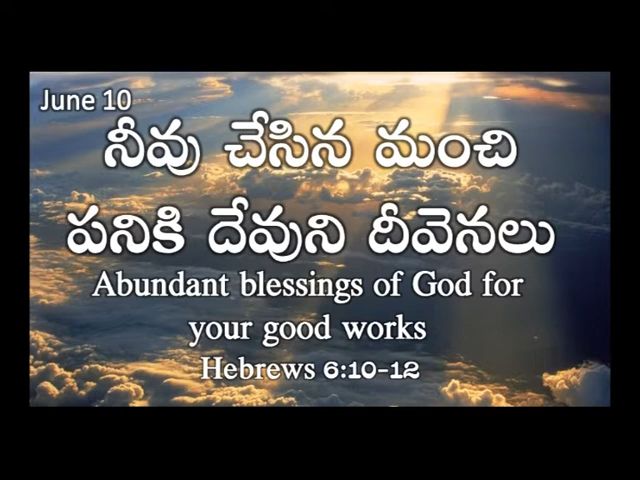 June 10
నీవు చేసిన మంచి
పనికి దేవుని దీవెనలు
Abundant blessings of God for
your good works
Hebrews 6:10-12